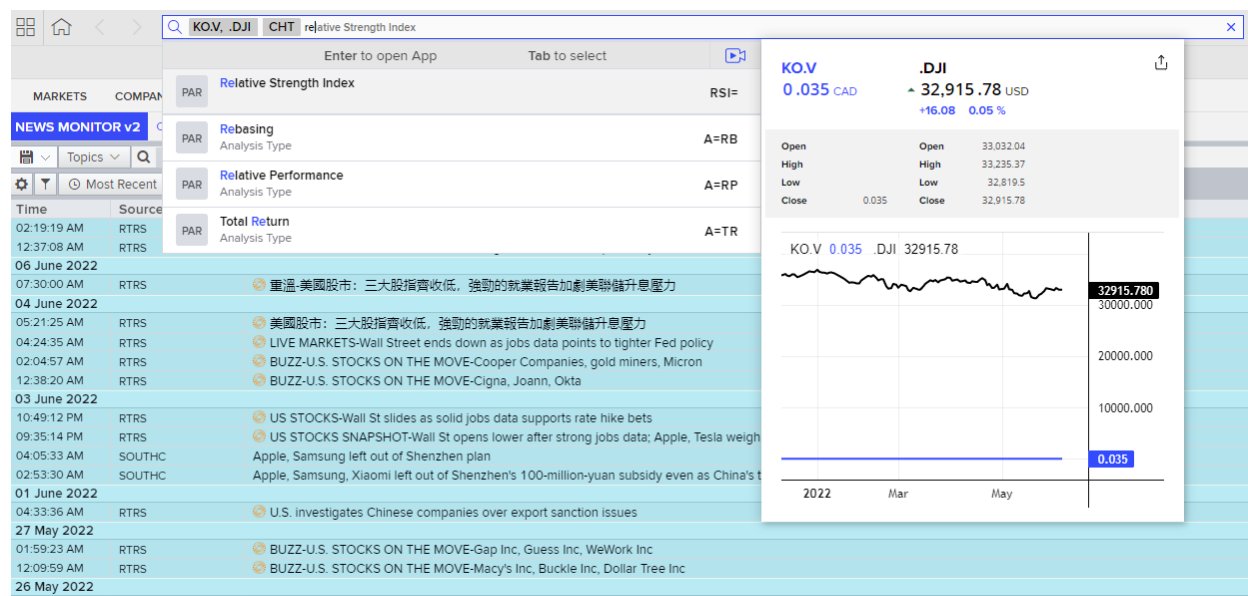 KO.V, .DJI CHT relative Strength Index
Enter to open App Tab to select
PAR Relative Strength Index RSI=
PAR Rebasing A=RB
Analysis Type
PAR Relative Performance A=RP
Analysis Type
PAR Total Return A=TR
Analysis Type
MARKETS COMPAN
NEWS MONITOR v2
Topics
Most Recent
Time Source
02:19:19 AM RTRS
12:37:08 AM RTRS
06 June 2022
07:30:00 AM RTRS 重溫-美國股市：三大股指齊收低，強勁的就業報告加劇美聯儲升息壓力
04 June 2022
05:21:25 AM RTRS 美國股市：三大股指齊收低，強勁的就業報告加劇美聯儲升息壓力
04:24:35 AM RTRS LIVE MARKETS-Wall Street ends down as jobs data points to tighter Fed policy
02:04:57 AM RTRS BUZZ-U.S. STOCKS ON THE MOVE-Cooper Companies, gold miners, Micron
12:38:20 AM RTRS BUZZ-U.S. STOCKS ON THE MOVE-Cigna, Joann, Okta
03 June 2022
10:49:12 PM RTRS US STOCKS-Wall St slides as solid jobs data supports rate hike bets
09:35:14 PM RTRS US STOCKS SNAPSHOT-Wall St opens lower after strong jobs data; Apple, Tesla weigh
04:05:33 AM SOUTHC Apple, Samsung left out of Shenzhen plan
02:53:30 AM SOUTHC Apple, Samsung, Xiaomi left out of Shenzhen's 100-million-yuan subsidy even as China's t
01 June 2022
04:33:36 AM RTRS U.S. investigates Chinese companies over export sanction issues
27 May 2022
01:59:23 AM RTRS BUZZ-U.S. STOCKS ON THE MOVE-Gap Inc, Guess Inc, WeWork Inc
12:09:59 AM RTRS BUZZ-U.S. STOCKS ON THE MOVE-Macy's Inc, Buckle Inc, Dollar Tree Inc
26 May 2022
KO.V .DJI
0.035 CAD 32,915.78 USD
+16.08 0.05 %
Open Open 33,032.04
High High 33,235.37
Low Low 32,819.5
Close 0.035 Close 32,915.78
KO.V 0.035 .DJI 32915.78
32915.780
30000.000
20000.000
10000.000
0.035
2022 Mar May